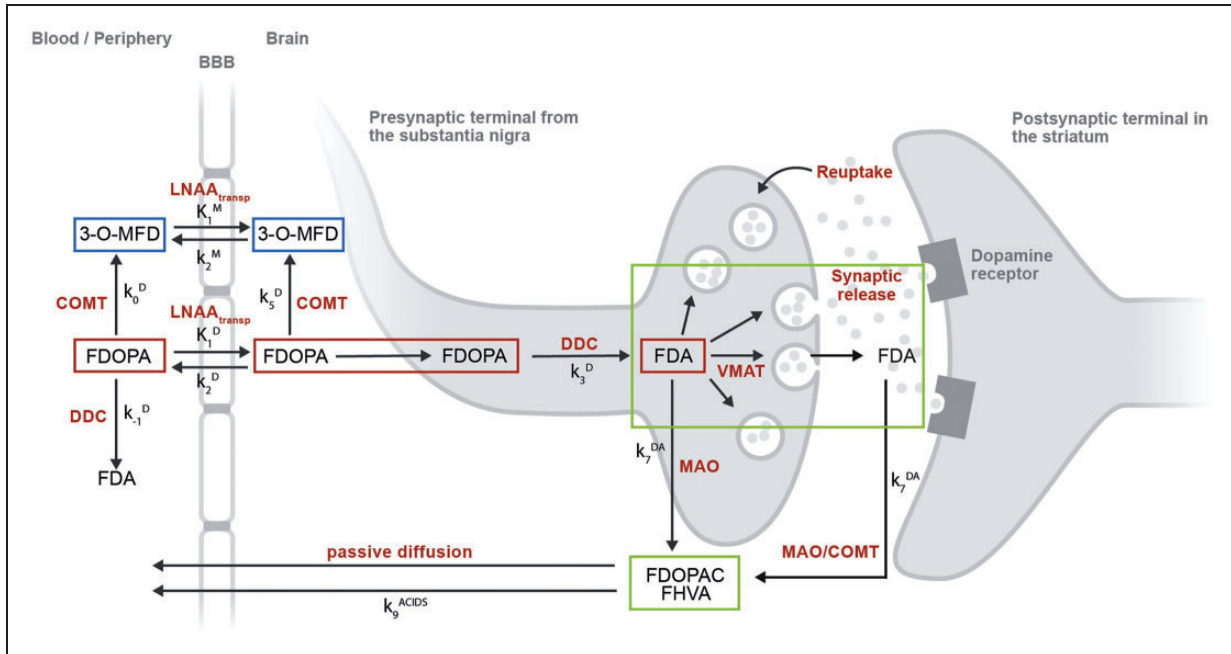 Blood / Periphery
BBB
Brain
Presynaptic terminal from
the substantia nigra
Postsynaptic terminal in
the striatum
Reuptake
LNAAtransp
K1M
3-O-MFD
3-O-MFD
k2M
Dopamine
receptor
Synaptic
release
COMT
k0D
k5D
COMT
LNAAtransp
K1D
FDOPA
FDOPA
FDOPA
DDC
k3D
FDA
VMAT
FDA
k2D
DDC
k-1D
FDA
k7DA
MAO
k7DA
passive diffusion
MAO/COMT
FDOPAC
FHVA
k9ACIDS